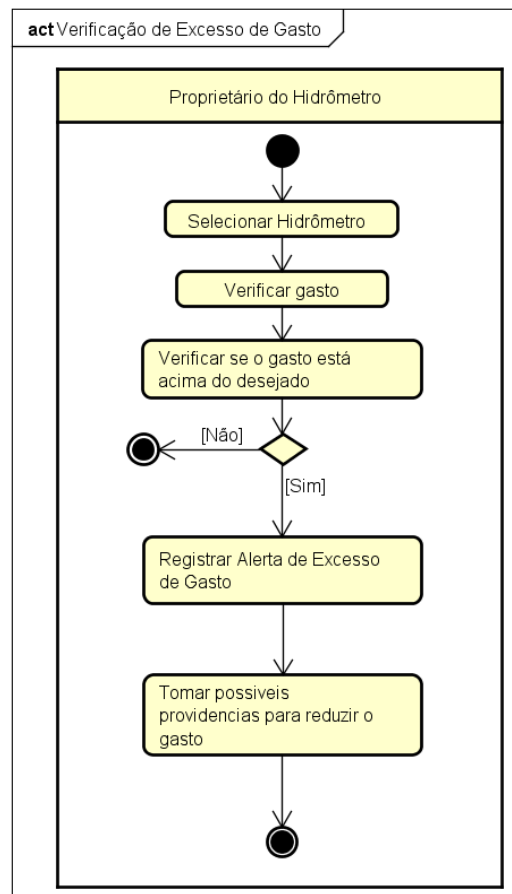 act Verificação de Excesso de Gasto
Proprietário do Hidrômetro
Selecionar Hidrômetro
Verificar gasto
Verificar se o gasto está
acima do desejado
[Não]
[Sim]
Registrar Alerta de Excesso
de Gasto
Tomar possiveis
providencias para reduzir o
gasto